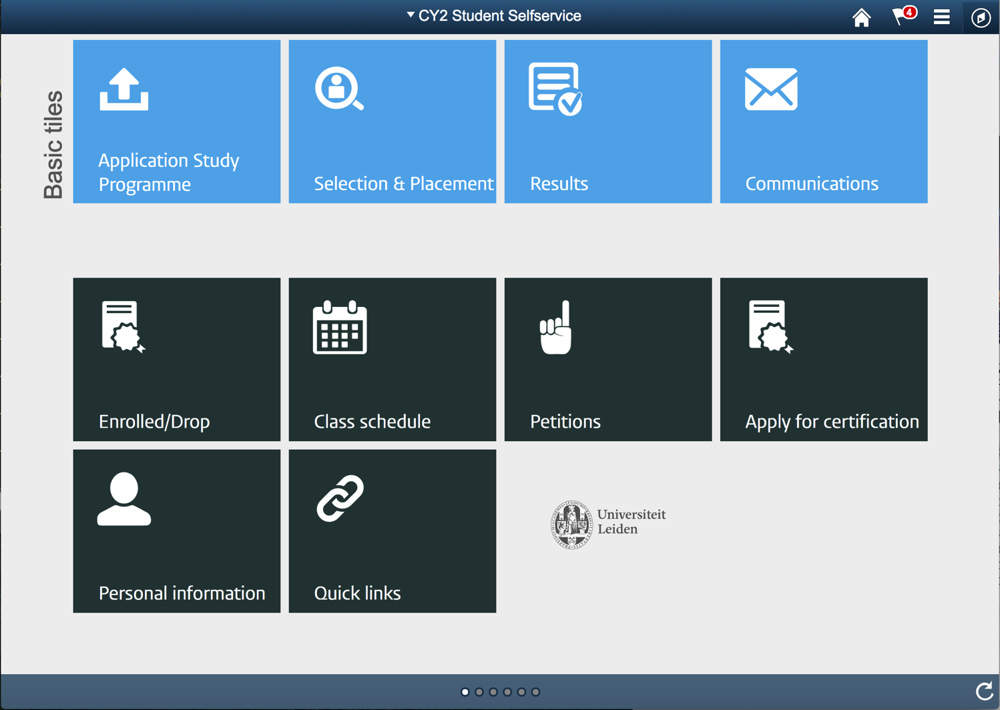 CY2 Student Selfservice
4
Basic tiles
Application Study
Programme
Selection & Placement
Results
Communications
Enrolled/Drop
Class schedule
Petitions
Apply for certification
Personal information
Quick links
Universiteit
Leiden